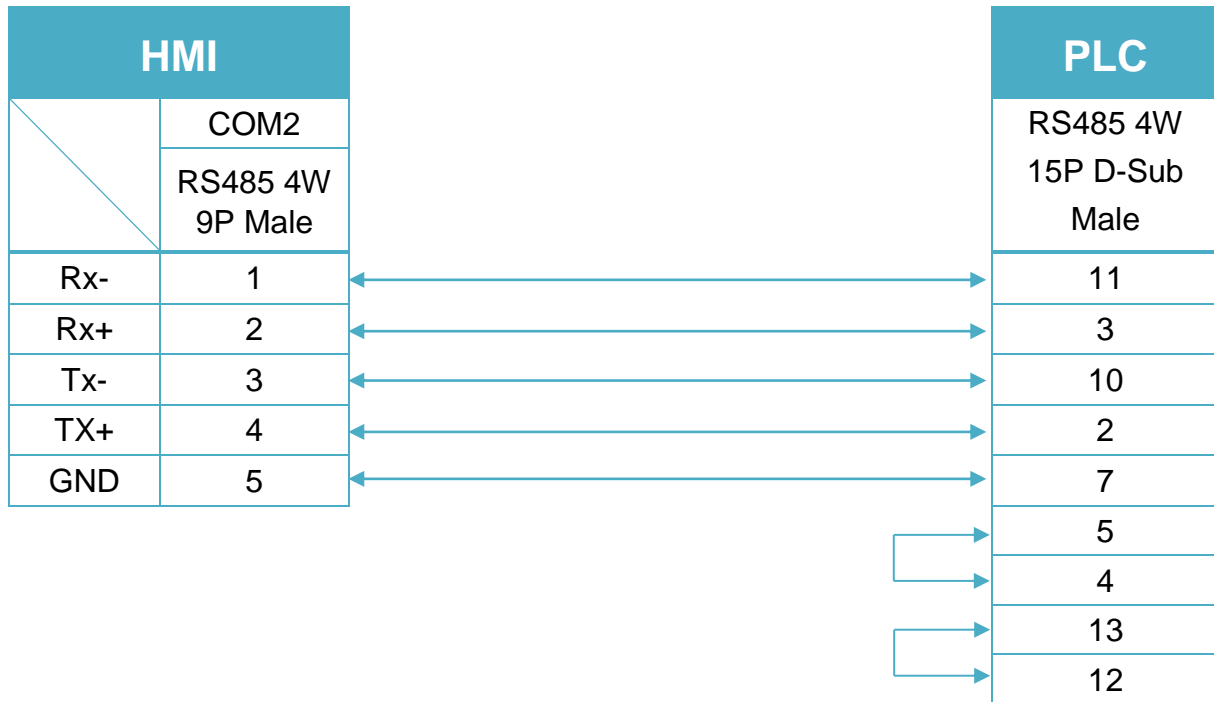 HMI
PLC
COM2
RS485 4W
9P Male
RS485 4W
15P D-Sub
Male
Rx- 1 11
Rx+ 2 3
Tx- 3 10
TX+ 4 2
GND 5 7
5
4
13
12